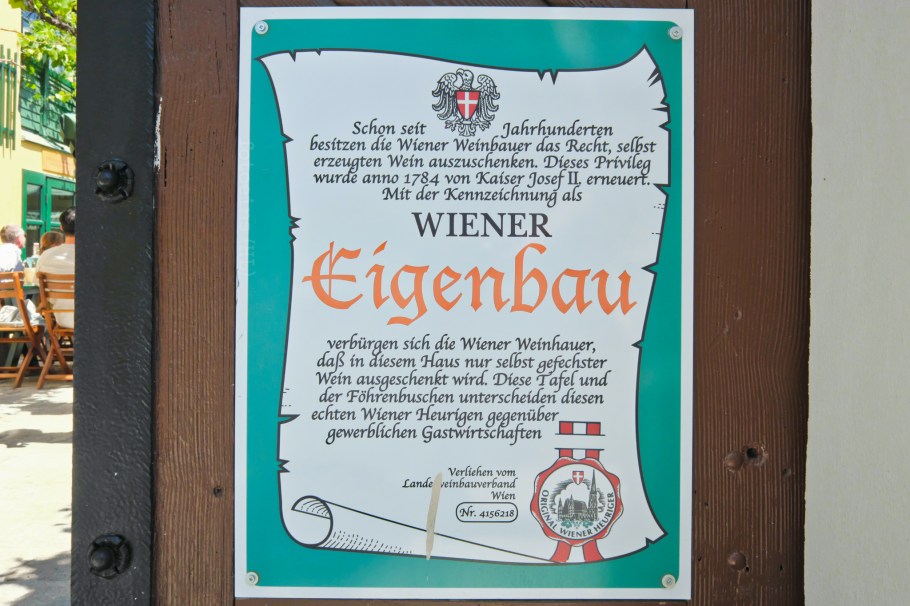 Schon seit Jahrhunderten
besitzen die Wiener Weinbauer das Recht, selbst
erzeugten Wein auszuschenken. Dieses Privileg
wurde anno 1784 von Kaiser Josef II. erneuert.
Mit der Kennzeichnung als
WIENER
Eigenbau
verbürgen sich die Wiener Weinhauer,
daß in diesem Haus nur selbst gefechster
Wein ausgeschenkt wird. Diese Tafel und
der Föhrenbuschen unterscheiden diesen
echten Wiener Heurigen gegenüber
gewerblichen Gastwirtschaften
Verliehen vom
Landesweinbauverband
Wien
Nr. 4156218
ORIGINAL WIENER HEURIGER